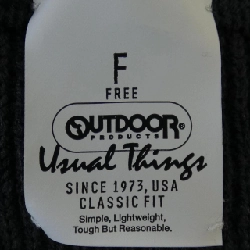 F
FREE
OUTDOOR®
PRODUCTS
Usual Things
SINCE 1973, USA
CLASSIC FIT
Simple, Lightweight,
Tough But Reasonable.